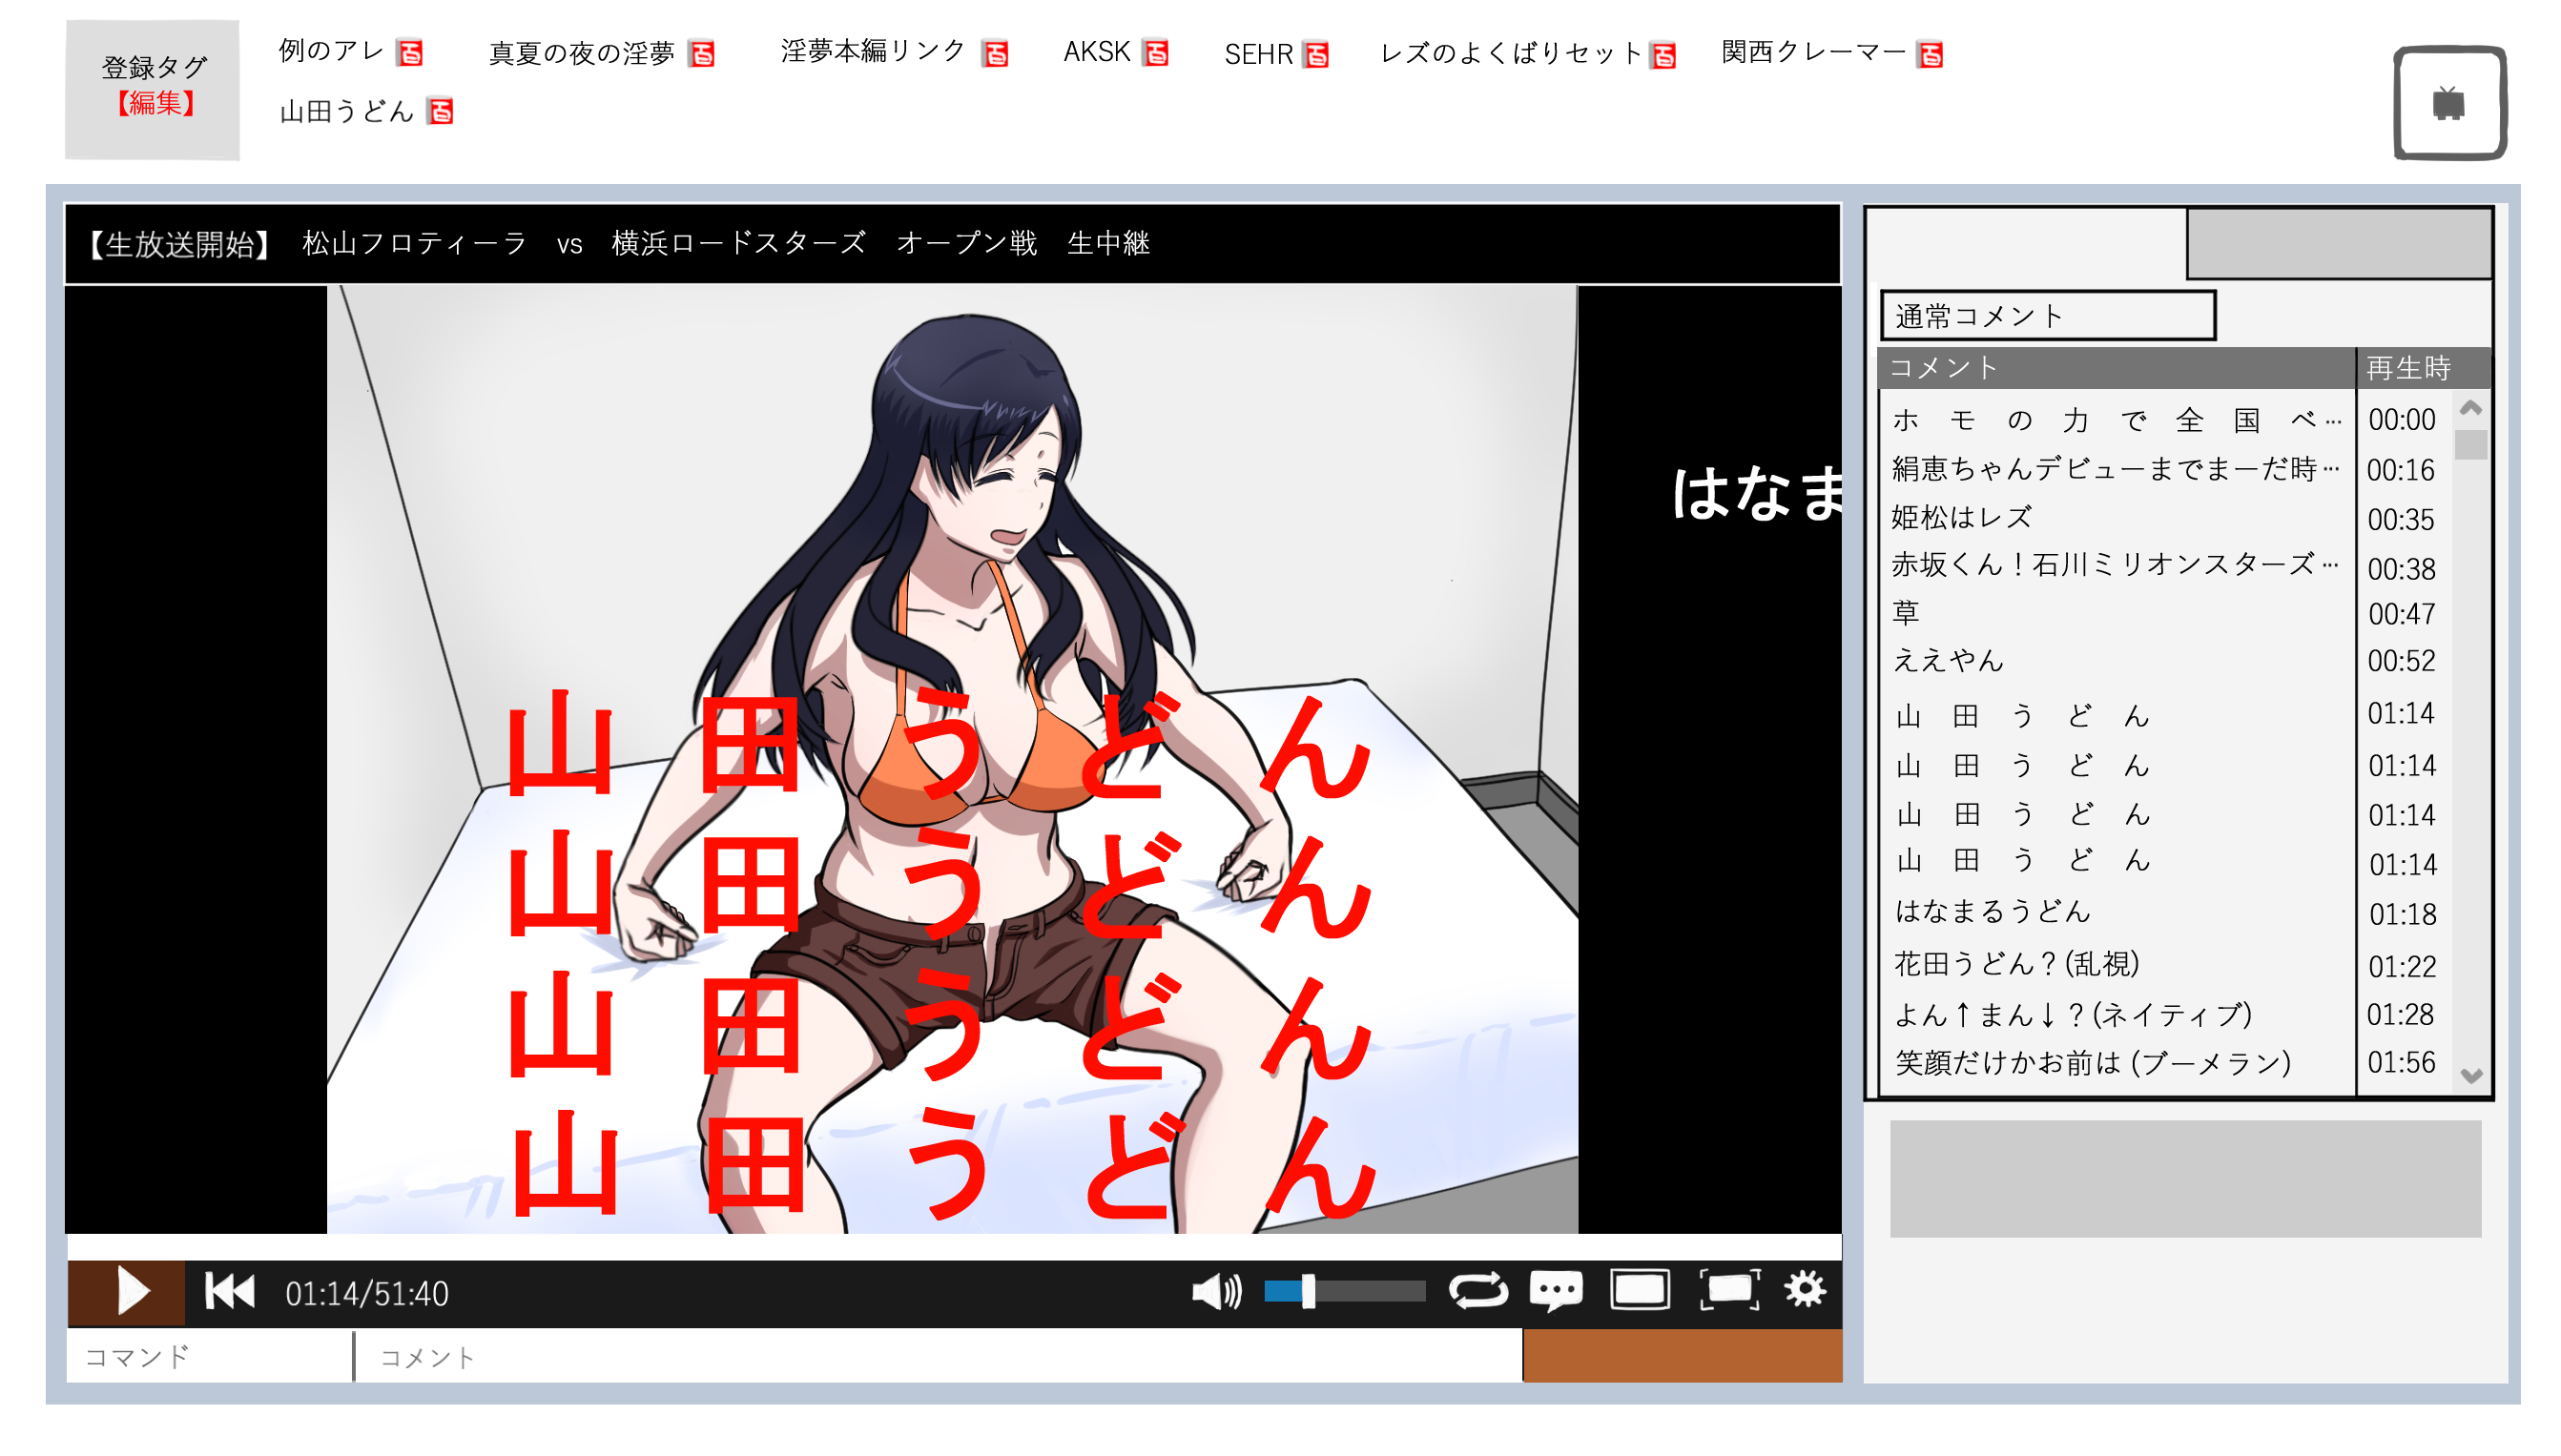 登録タグ
【編集】
例のアレ 百 真夏の夜の淫夢 百 淫夢本編リンク 百 AKSK 百 SEHR 百 レズのよくばりセット 百 関西クレーマー 百
山田うどん 百
【生放送開始】 松山フロティーラ vs 横浜ロードスターズ オープン戦 生中継
はなま
山田うどん
山田うどん
山田うどん
山田うどん
01:14/51:40
コマンド コメント
通常コメント
コメント 再生時
ホモの力で全国べ… 00:00
絹恵ちゃんデビューまでまーだ時… 00:16
姫松はレズ 00:35
赤坂くん！石川ミリオンスターズ… 00:38
草 00:47
ええやん 00:52
山田うどん 01:14
山田うどん 01:14
山田うどん 01:14
山田うどん 01:14
はなまるうどん 01:18
花田うどん？(乱視) 01:22
よん↑まん↓？(ネイティブ) 01:28
笑顔だけかお前は (ブーメラン) 01:56